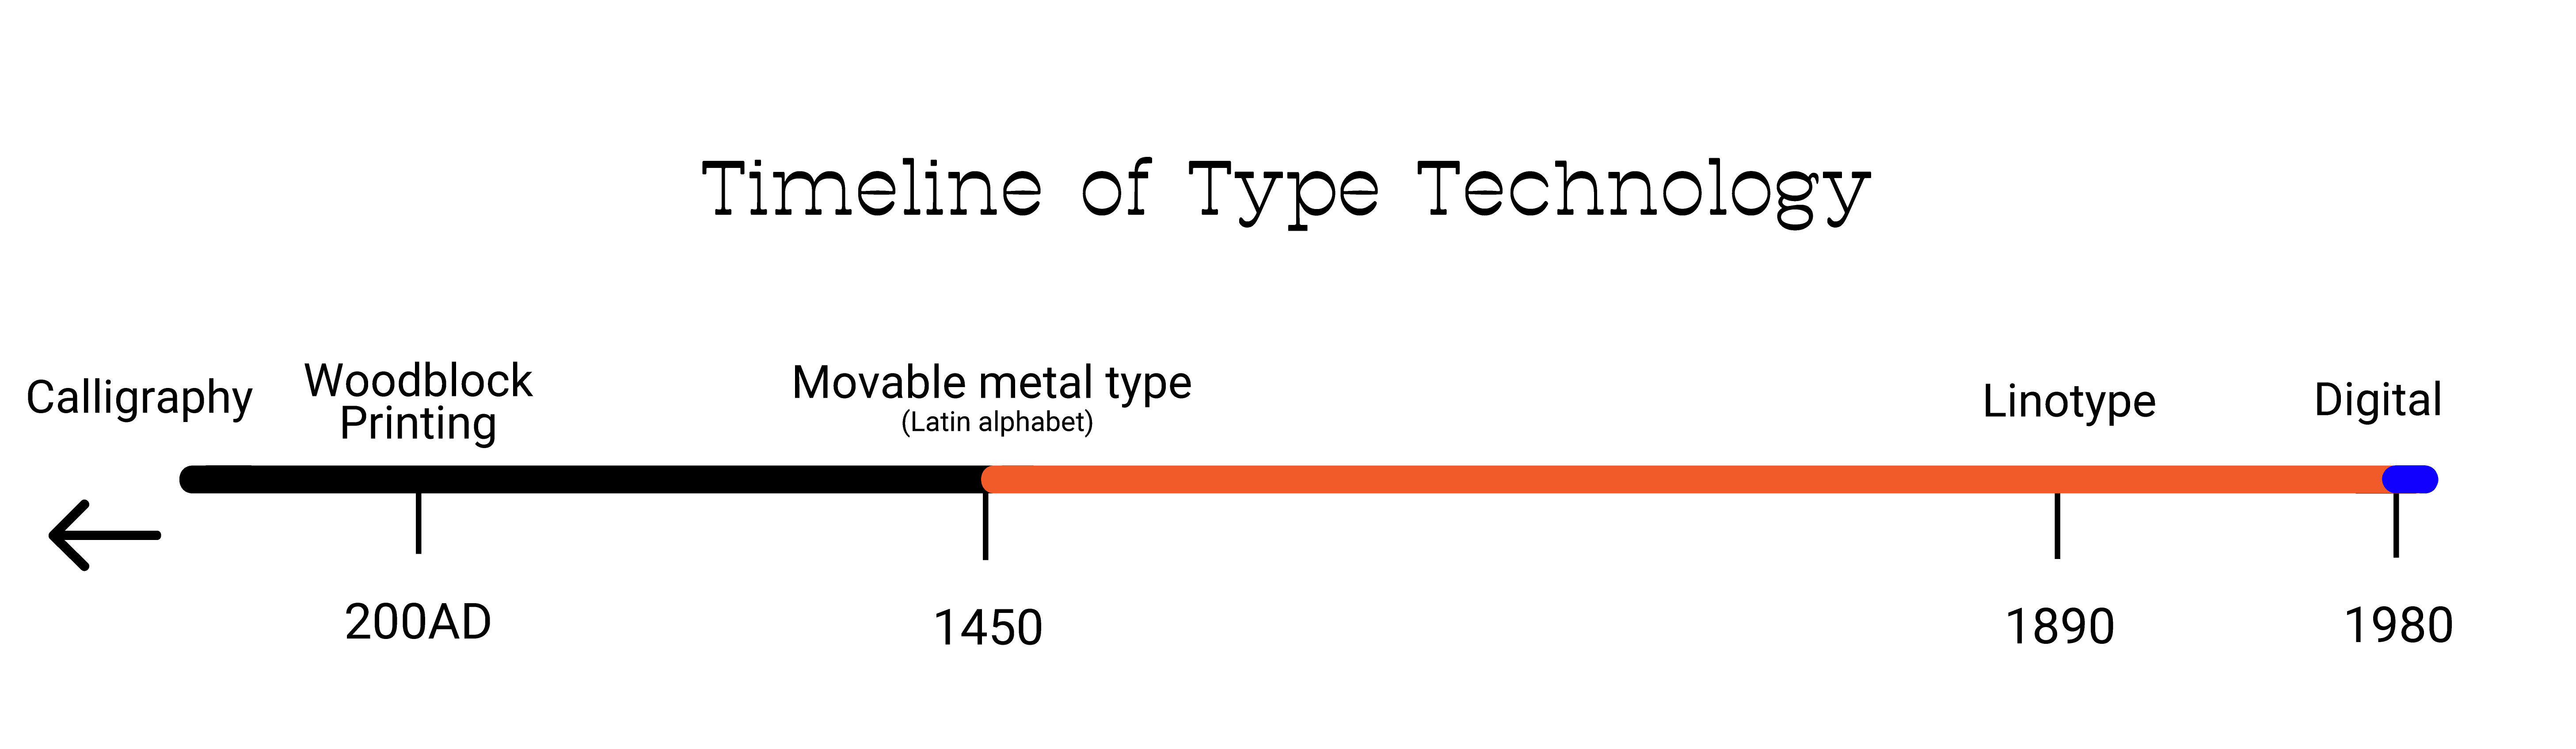 Timeline of Type Technology
Calligraphy
Woodblock
Printing
Movable metal type
(Latin alphabet)
Linotype
Digital
200AD
1450
1890
1980